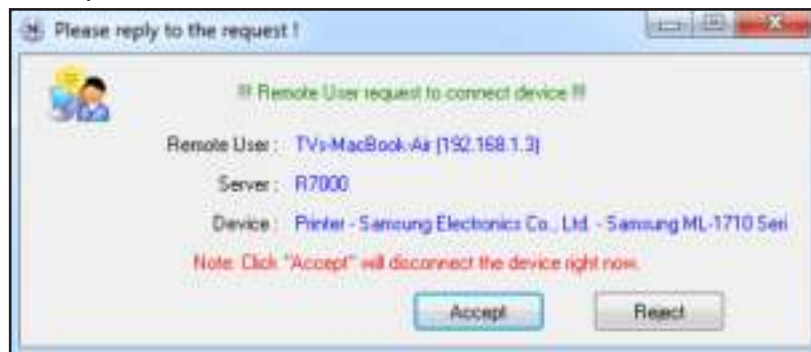 Please reply to the request !
!!! Remote User request to connect device !!!
Remote User : TVs-MacBook-Air (192.168.1.3)
Server : R7000
Device : Printer - Samsung Electronics Co., Ltd. - Samsung ML-1710 Seri
Note: Click "Accept" will disconnect the device right now.
Accept Reject